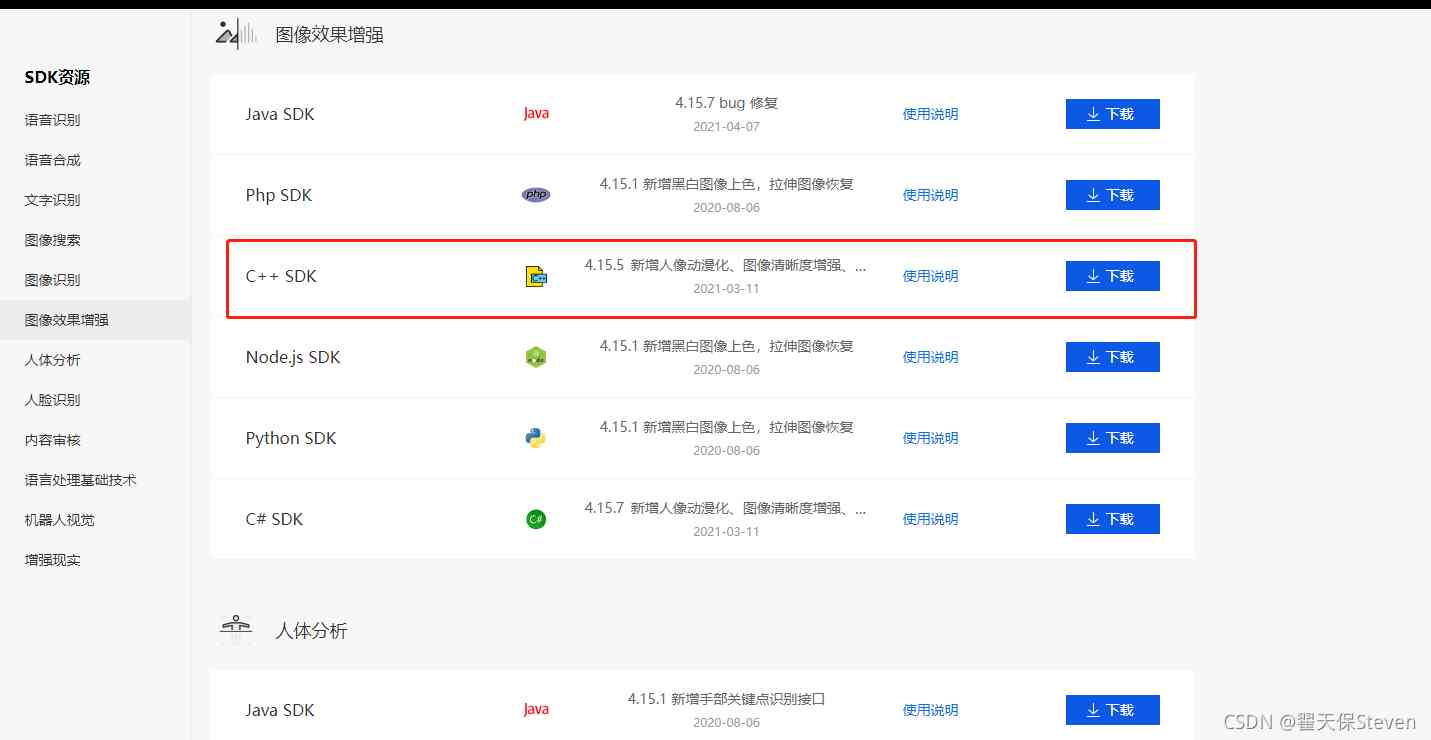 图像效果增强
SDK资源
语音识别
语音合成
文字识别
图像搜索
图像识别
图像效果增强
人体分析
人脸识别
内容审核
语言处理基础技术
机器人视觉
增强现实
Java SDK Java 4.15.7 bug 修复 使用说明 下载
2021-04-07
Php SDK php 4.15.1 新增黑白图像上色，拉伸图像恢复 使用说明 下载
2020-08-06
C++ SDK C++ 4.15.5 新增人像动漫化、图像清晰度增强、... 使用说明 下载
2021-03-11
Node.js SDK node 4.15.1 新增黑白图像上色，拉伸图像恢复 使用说明 下载
2020-08-06
Python SDK 4.15.1 新增黑白图像上色，拉伸图像恢复 使用说明 下载
2020-08-06
C# SDK C# 4.15.7 新增人像动漫化、图像清晰度增强、... 使用说明 下载
2021-03-11
人体分析
Java SDK Java 4.15.1 新增手部关键点识别接口 使用说明 下载
2020-08-06
CSDN @翟天保Steven